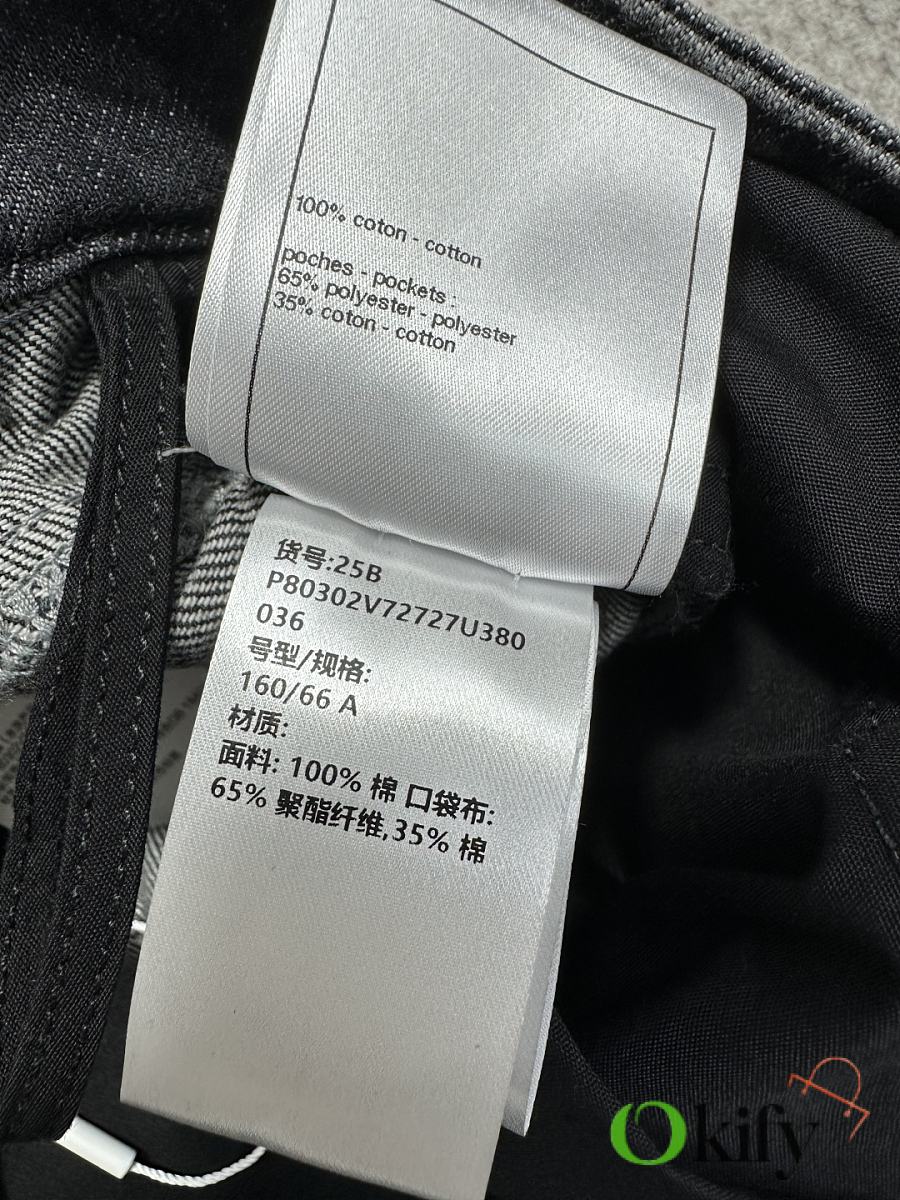 100% coton - cotton
poches - pockets :
65% polyester - polyester
35% coton - cotton
货号:25B
P80302V72727U380
036
号型/规格:
160/66 A
材质:
面料: 100% 棉 口袋布:
65% 聚酯纤维,35% 棉
Okify